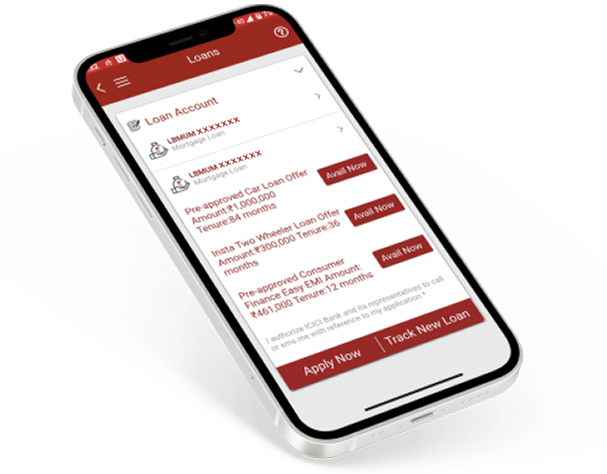 Loans
Loan Account
LBMUM XXXXXXX
Mortgage Loan
LBMUM XXXXXXX
Mortgage Loan
Pre-approved Car Loan Offer
Amount:₹1,000,000
Tenure:84 months
Avail Now
Insta Two Wheeler Loan Offer
Amount:₹300,000 Tenure:36
months
Avail Now
Pre-approved Consumer
Finance Easy EMI Amount:
₹461,000 Tenure:12 months
Avail Now
I authorize ICICI Bank and its representatives to call
or sms me with reference to my application *
Apply Now
Track New Loan